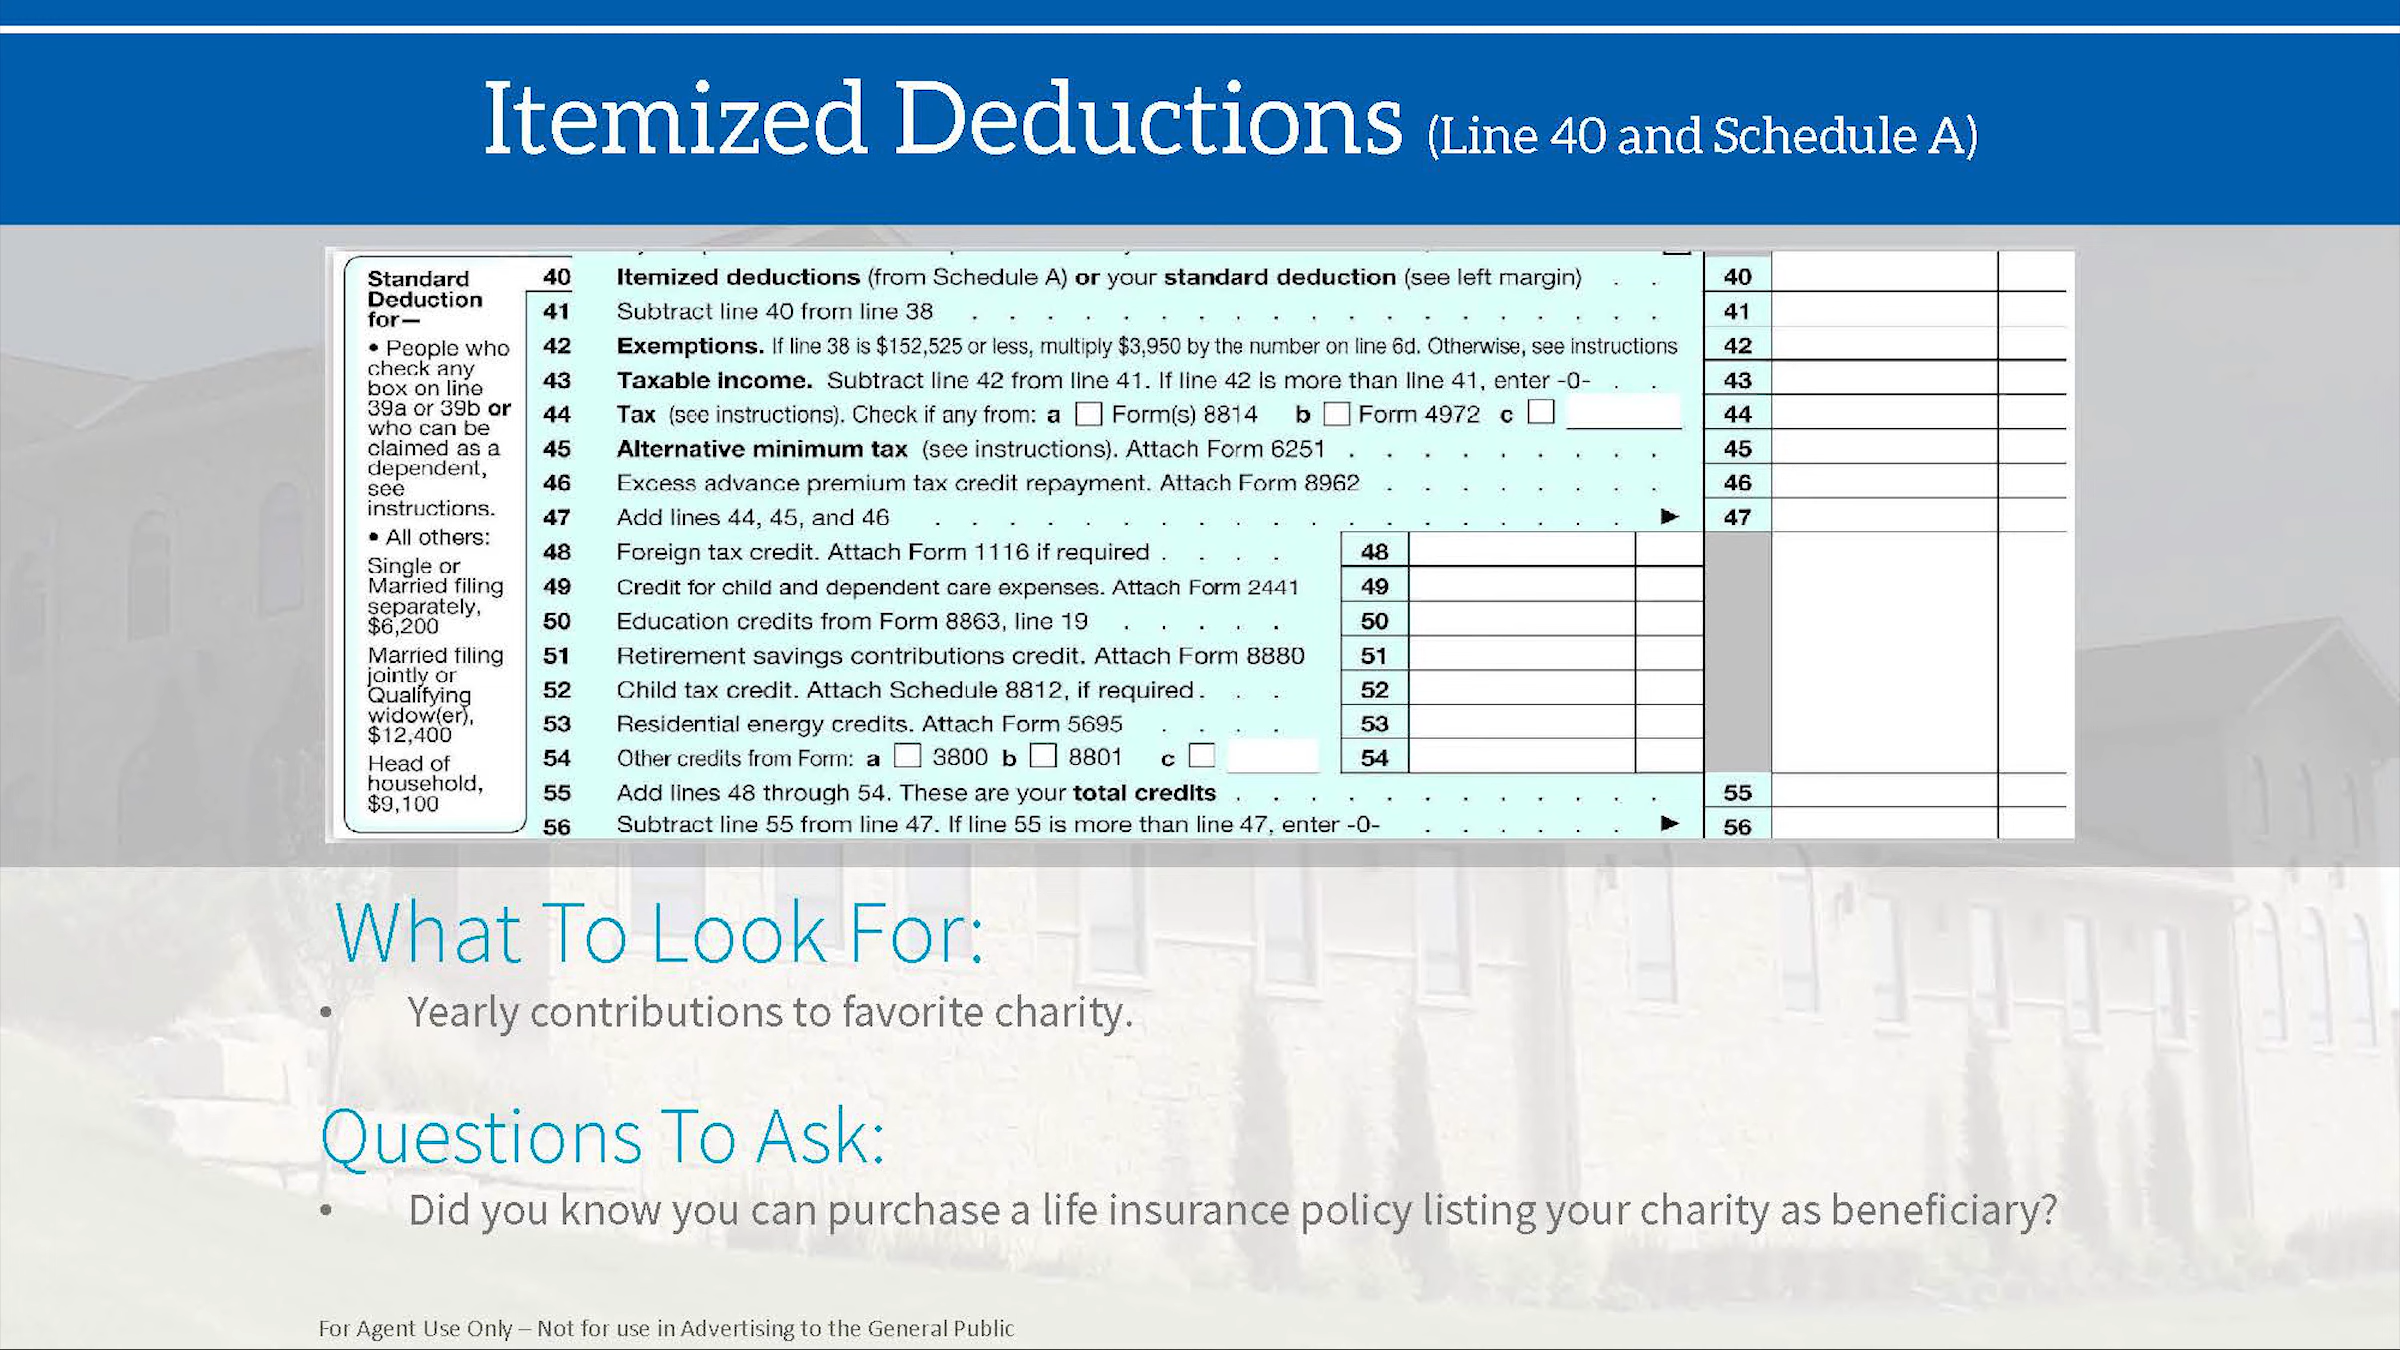 Itemized Deductions (Line 40 and Schedule A)
Standard
Deduction
for—
• People who
check any
box on line
39a or 39b or
who can be
claimed as a
dependent,
see
instructions.
• All others:
Single or
Married filing
separately,
$6,200
Married filing
jointly or
Qualifying
widow(er),
$12,400
Head of
household,
$9,100
40 Itemized deductions (from Schedule A) or your standard deduction (see left margin) . . 40
41 Subtract line 40 from line 38 . . . . . . . . . . . . . . . . . . . 41
42 Exemptions. If line 38 is $152,525 or less, multiply $3,950 by the number on line 6d. Otherwise, see instructions 42
43 Taxable income. Subtract line 42 from line 41. If line 42 is more than line 41, enter -0- . . 43
44 Tax (see instructions). Check if any from: a Form(s) 8814 b Form 4972 c 44
45 Alternative minimum tax (see instructions). Attach Form 6251 . . . . . . . . . 45
46 Excess advance premium tax credit repayment. Attach Form 8962 . . . . . . . . 46
47 Add lines 44, 45, and 46 . . . . . . . . . . . . . . . . . . . ▶ 47
48 Foreign tax credit. Attach Form 1116 if required . . . . 48
49 Credit for child and dependent care expenses. Attach Form 2441 49
50 Education credits from Form 8863, line 19 . . . . . 50
51 Retirement savings contributions credit. Attach Form 8880 51
52 Child tax credit. Attach Schedule 8812, if required . . . 52
53 Residential energy credits. Attach Form 5695 . . . . 53
54 Other credits from Form: a 3800 b 8801 c 54
55 Add lines 48 through 54. These are your total credits . . . . . . . . . . . . 55
56 Subtract line 55 from line 47. If line 55 is more than line 47, enter -0- . . . . . . ▶ 56
What To Look For:
• Yearly contributions to favorite charity.
Questions To Ask:
• Did you know you can purchase a life insurance policy listing your charity as beneficiary?
For Agent Use Only – Not for use in Advertising to the General Public